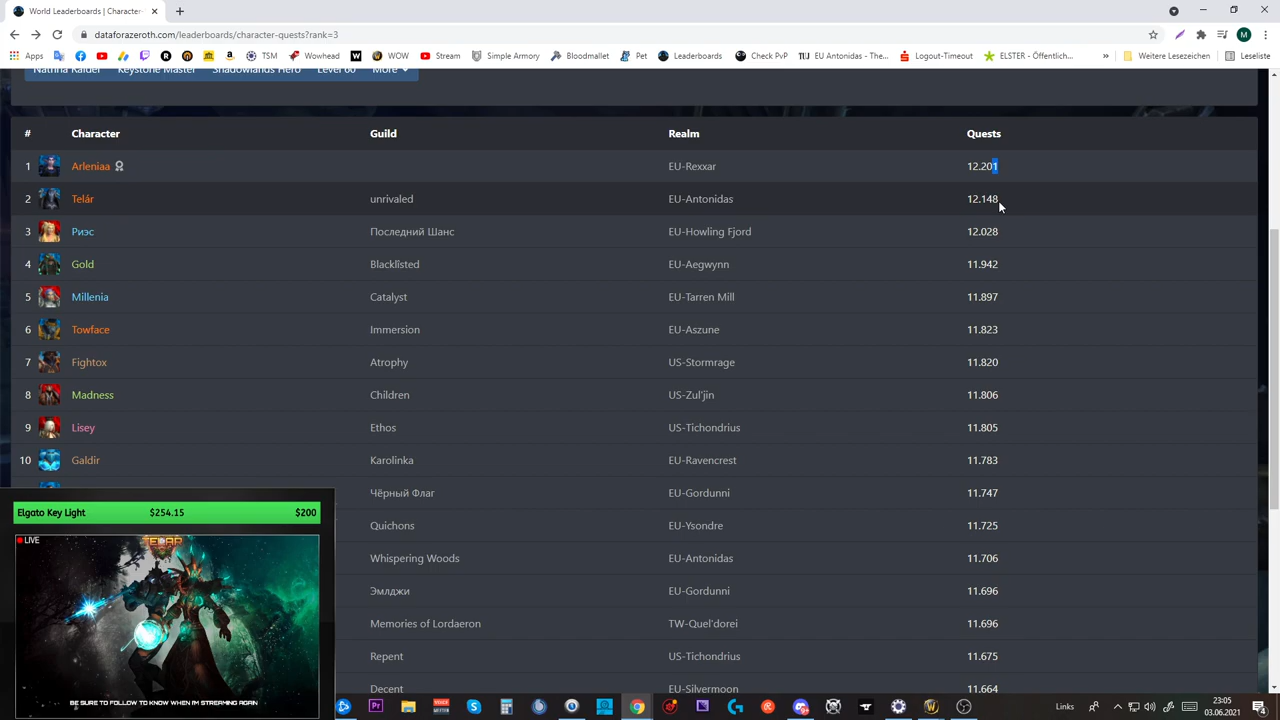 World Leaderboards | Character-
dataforazeroth.org/leaderboards/character-quests?rank=3
Apps TSM Wowhead WOW Stream Simple Armory Bloodmallet Pet Leaderboards Check PvP EU Antonidas - The H... Logout-Timeout ELSTER - Öffentlich... » Weitere Lesezeichen Leseliste
Nathria Raider Keystone Master Shadowlands Hero Level 60 More
# Character Guild Realm Quests
1 Arleniaa EU-Rexxar 12.201
2 Telár unrivaled EU-Antonidas 12.148
3 Риэс Последний Шанс EU-Howling Fjord 12.028
4 Gold Blacklîsted EU-Aegwynn 11.942
5 Millenia Catalyst EU-Tarren Mill 11.897
6 Towface Immersion EU-Aszune 11.823
7 Fightox Atrophy US-Stormrage 11.820
8 Madness Children US-Zul'jin 11.806
9 Lisey Ethos US-Tichondrius 11.805
10 Galdir Karolinka EU-Ravencrest 11.783
Чёрный Флаг EU-Gordunni 11.747
Quichons EU-Ysondre 11.725
Whispering Woods EU-Antonidas 11.706
Эмлджи EU-Gordunni 11.696
Memories of Lordaeron TW-Quel'dorei 11.696
Repent US-Tichondrius 11.675
Decent EU-Silvermoon 11.664
Elgato Key Light $254.15 $200
LIVE
TELAR
BE SURE TO FOLLOW TO KNOW WHEN I'M STREAMING AGAIN
Links
23:05
03.06.2021